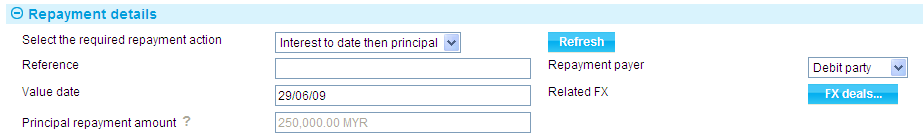 Repayment details
Select the required repayment action Interest to date then principal Refresh
Reference Repayment payer Debit party
Value date 29/06/09 Related FX FX deals...
Principal repayment amount ? 250,000.00 MYR